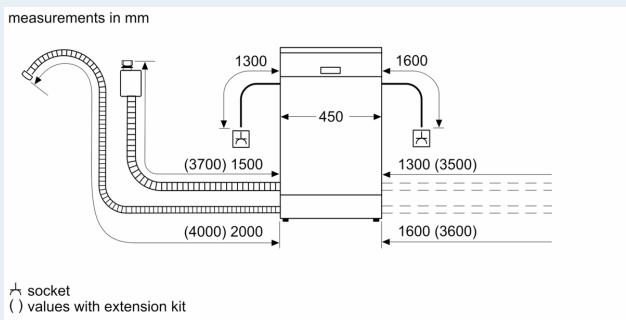 measurements in mm
1300
1600
450
(3700) 1500
1300 (3500)
(4000) 2000
1600 (3600)
socket
( ) values with extension kit